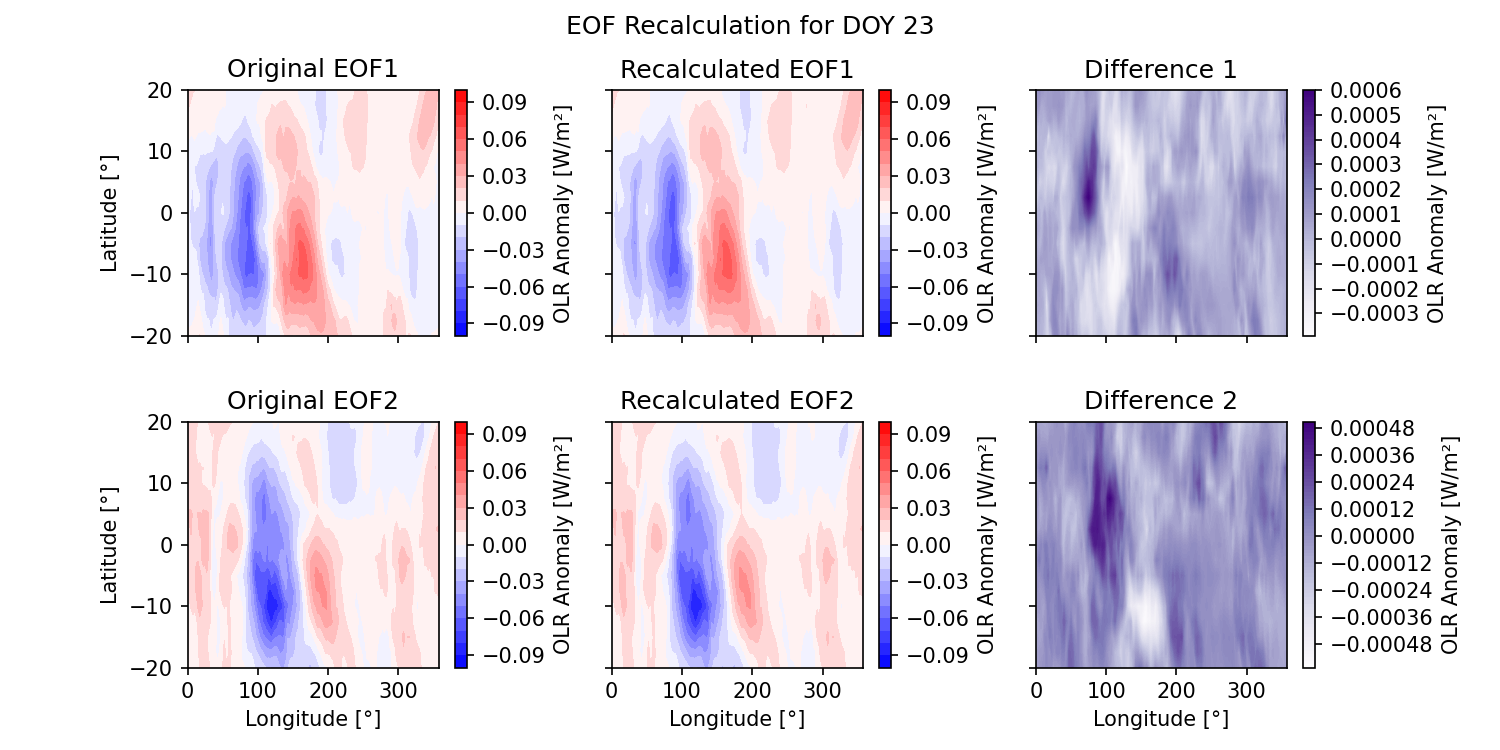 EOF Recalculation for DOY 23
Original EOF1
Recalculated EOF1
Difference 1
20
10
0
−10
−20
Latitude [°]
0.09
0.06
0.03
0.00
−0.03
−0.06
−0.09
OLR Anomaly [W/m²]
0.09
0.06
0.03
0.00
−0.03
−0.06
−0.09
OLR Anomaly [W/m²]
0.0006
0.0005
0.0004
0.0003
0.0002
0.0001
0.0000
−0.0001
−0.0002
−0.0003
OLR Anomaly [W/m²]
Original EOF2
Recalculated EOF2
Difference 2
20
10
0
−10
−20
Latitude [°]
0.09
0.06
0.03
0.00
−0.03
−0.06
−0.09
OLR Anomaly [W/m²]
0.09
0.06
0.03
0.00
−0.03
−0.06
−0.09
OLR Anomaly [W/m²]
0.00048
0.00036
0.00024
0.00012
0.00000
−0.00012
−0.00024
−0.00036
−0.00048
OLR Anomaly [W/m²]
0 100 200 300
0 100 200 300
0 100 200 300
Longitude [°]
Longitude [°]
Longitude [°]